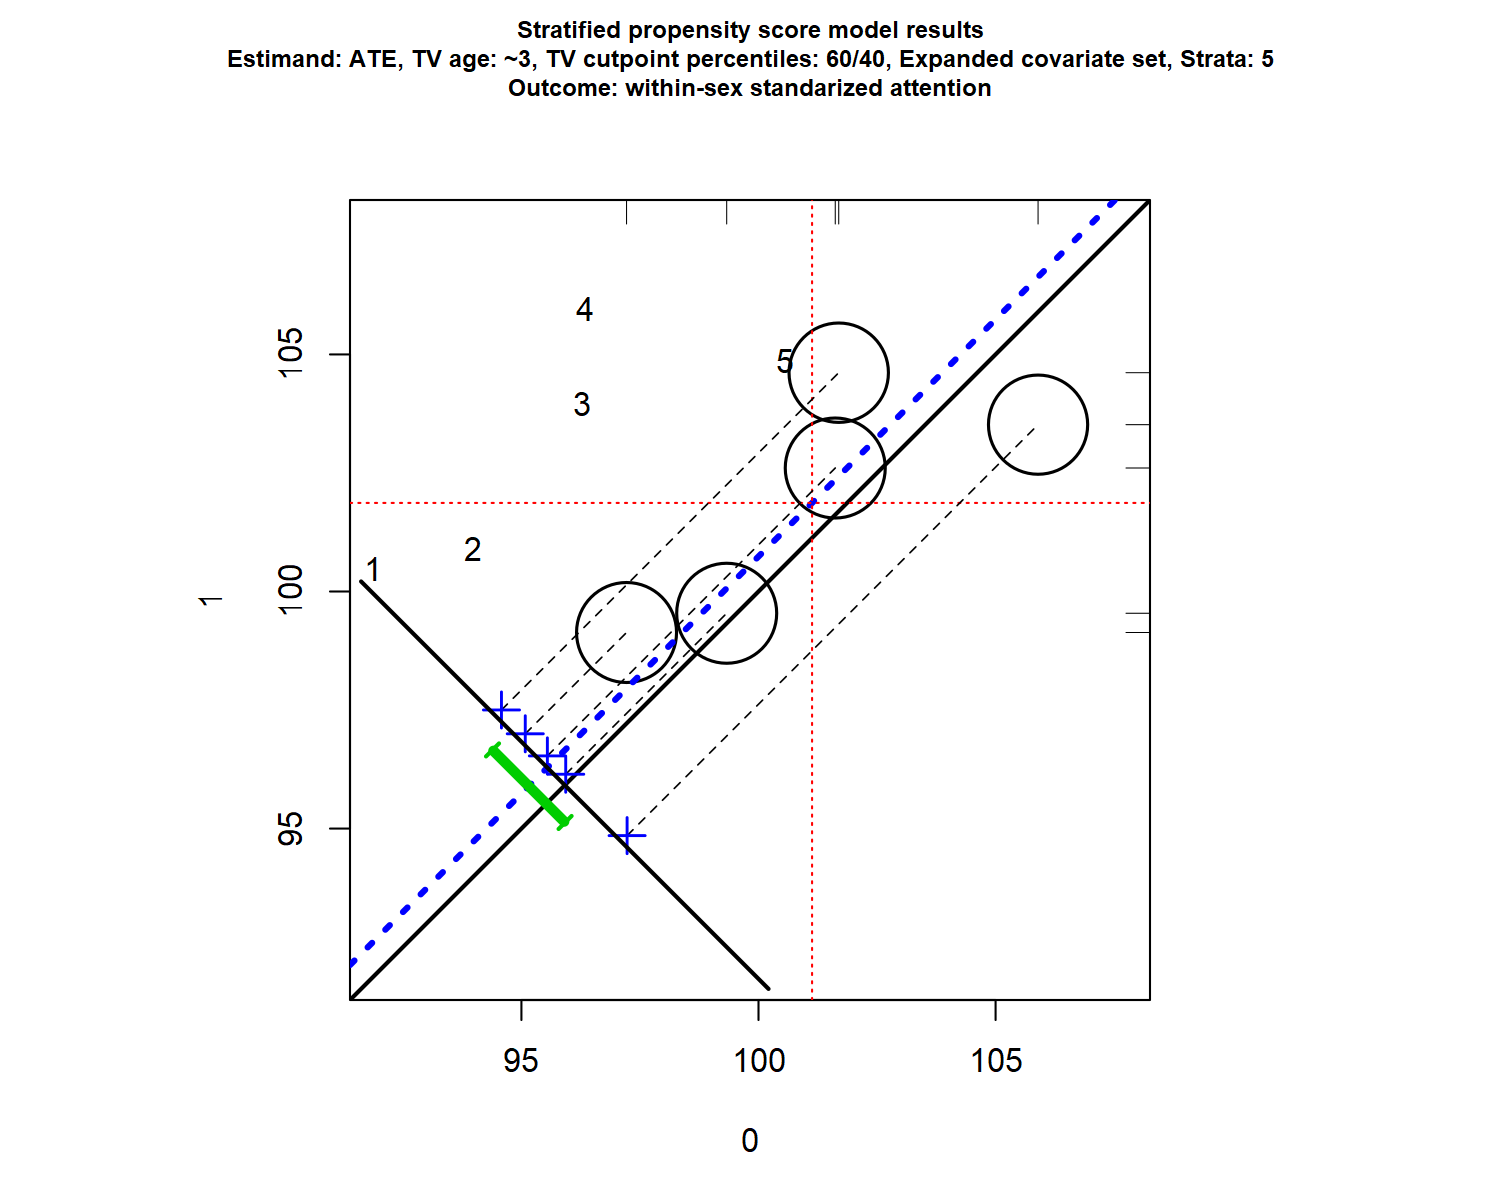 Stratified propensity score model results
Estimand: ATE, TV age: ~3, TV cutpoint percentiles: 60/40, Expanded covariate set, Strata: 5
Outcome: within-sex standarized attention
4
5
105
3
2
1
100
1
95
95 100 105
0